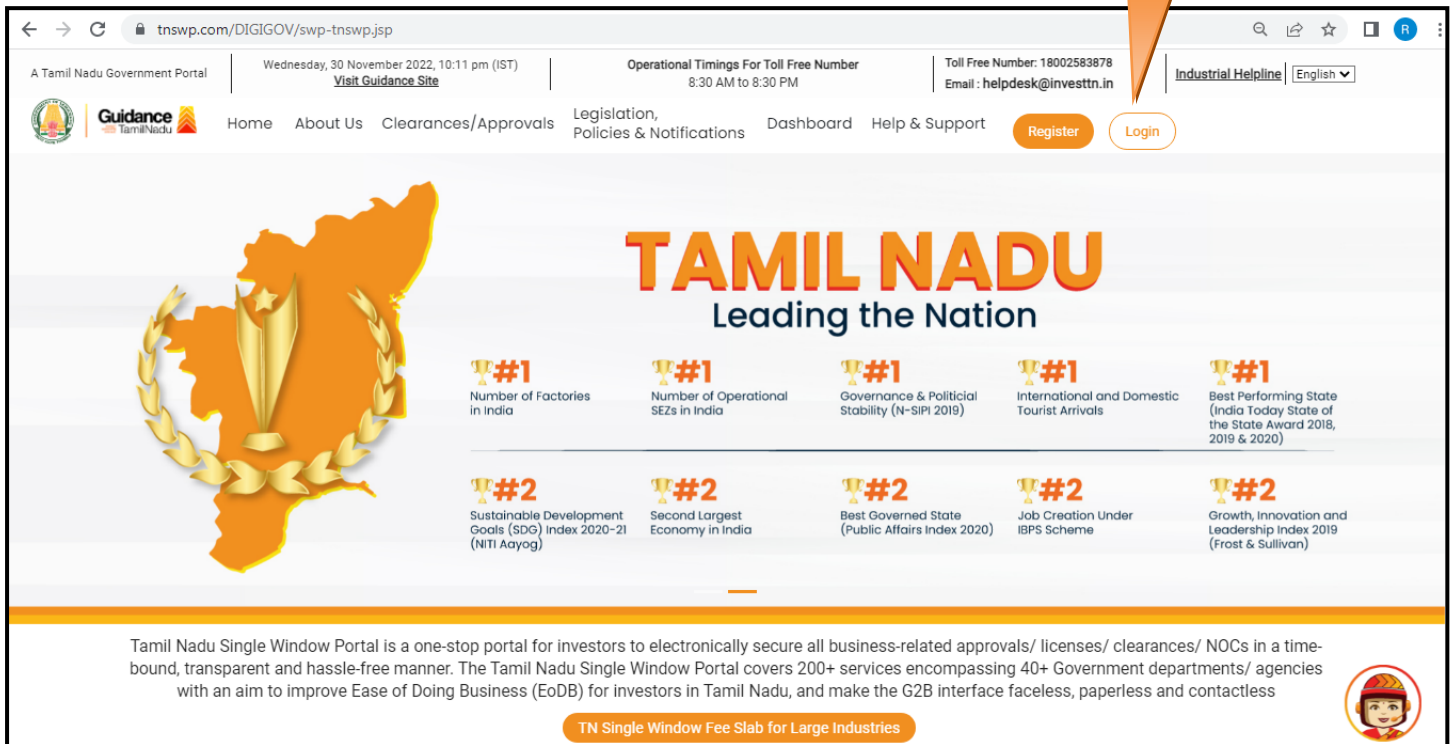 tnswp.com/DIGIGOV/swp-tnswp.jsp
R
A Tamil Nadu Government Portal
Wednesday, 30 November 2022, 10:11 pm (IST)
Visit Guidance Site
Operational Timings For Toll Free Number
8:30 AM to 8:30 PM
Toll Free Number: 18002583878
Email : helpdesk@investtn.in
Industrial Helpline
English
Guidance
TamilNadu
Home
About Us
Clearances/Approvals
Legislation,
Policies & Notifications
Dashboard
Help & Support
Register
Login
TAMIL NADU
Leading the Nation
#1
Number of Factories
in India
#1
Number of Operational
SEZs in India
#1
Governance & Politicial
Stability (N-SIPI 2019)
#1
International and Domestic
Tourist Arrivals
#1
Best Performing State
(India Today State of
the State Award 2018,
2019 & 2020)
#2
Sustainable Development
Goals (SDG) Index 2020-21
(NITI Aayog)
#2
Second Largest
Economy in India
#2
Best Governed State
(Public Affairs Index 2020)
#2
Job Creation Under
IBPS Scheme
#2
Growth, Innovation and
Leadership Index 2019
(Frost & Sullivan)
Tamil Nadu Single Window Portal is a one-stop portal for investors to electronically secure all business-related approvals/ licenses/ clearances/ NOCs in a time-
bound, transparent and hassle-free manner. The Tamil Nadu Single Window Portal covers 200+ services encompassing 40+ Government departments/ agencies
with an aim to improve Ease of Doing Business (EoDB) for investors in Tamil Nadu, and make the G2B interface faceless, paperless and contactless
TN Single Window Fee Slab for Large Industries